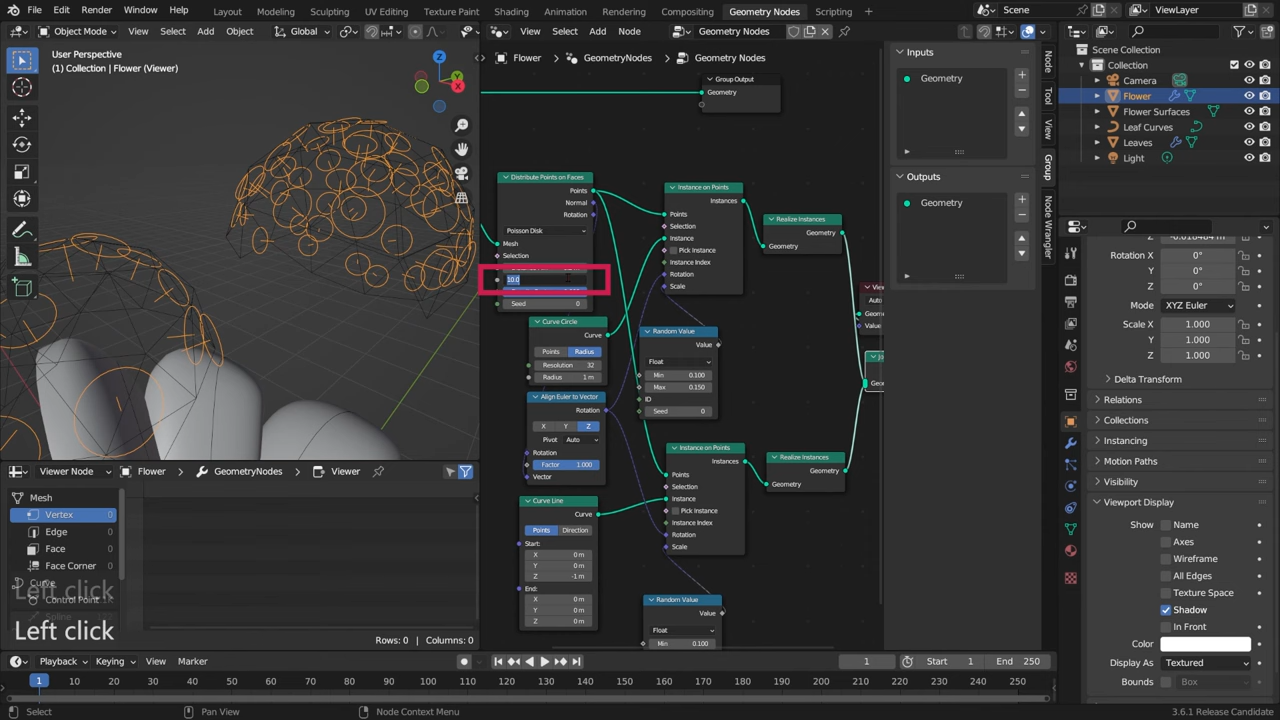 File Edit Render Window Help
Layout Modeling Sculpting UV Editing Texture Paint Shading Animation Rendering Compositing Geometry Nodes Scripting
Scene
ViewLayer
Object Mode View Select Add Object Global
View Select Add Node Geometry Nodes
User Perspective
(1) Collection | Flower (Viewer)
Z
Y
X
Flower GeometryNodes Geometry Nodes
Group Output
Geometry
Distribute Points on Faces
Points
Normal
Rotation
Poisson Disk
Mesh
Selection
10.0
Seed 0
Instance on Points
Instances
Points
Selection
Instance
Pick Instance
Instance Index
Rotation
Scale
Realize Instances
Geometry
Geometry
Curve Circle
Curve
Points Radius
Resolution 32
Radius 1 m
Random Value
Value
Float
Min 0.100
Max 0.150
ID
Seed 0
Align Euler to Vector
Rotation
X Y Z
Pivot Auto
Rotation
Factor 1.000
Vector
Instance on Points
Instances
Points
Selection
Instance
Pick Instance
Instance Index
Rotation
Scale
Realize Instances
Geometry
Geometry
Curve Line
Curve
Points Direction
Start:
X 0 m
Y 0 m
Z -1 m
End:
X 0 m
Y 0 m
Z 0 m
Random Value
Value
Float
Min 0.100
Auto
Value
Inputs
Geometry
Outputs
Geometry
Node
Tool
View
Group
Node Wrangler
Scene Collection
Collection
Camera
Flower
Flower Surfaces
Leaf Curves
Leaves
Light
Rotation X 0°
Y 0°
Z 0°
Mode XYZ Euler
Scale X 1.000
Y 1.000
Z 1.000
Delta Transform
Relations
Collections
Instancing
Motion Paths
Visibility
Viewport Display
Show Name
Axes
Wireframe
All Edges
Texture Space
Shadow
In Front
Color
Display As Textured
Bounds Box
Viewer Node Flower GeometryNodes Viewer
Mesh
Vertex 0
Edge 0
Face 0
Face Corner 0
Curve
Control Point
Spline
Left click
Left click
Rows: 0 | Columns: 0
Playback Keying View Marker
1 Start 1 End 250
1 10 20 30 40 50 60 70 80 90 100 110 120 130 140 150 160 170 180 190 200 210 220 230 240 250
Select Pan View Node Context Menu 3.6.1 Release Candidate